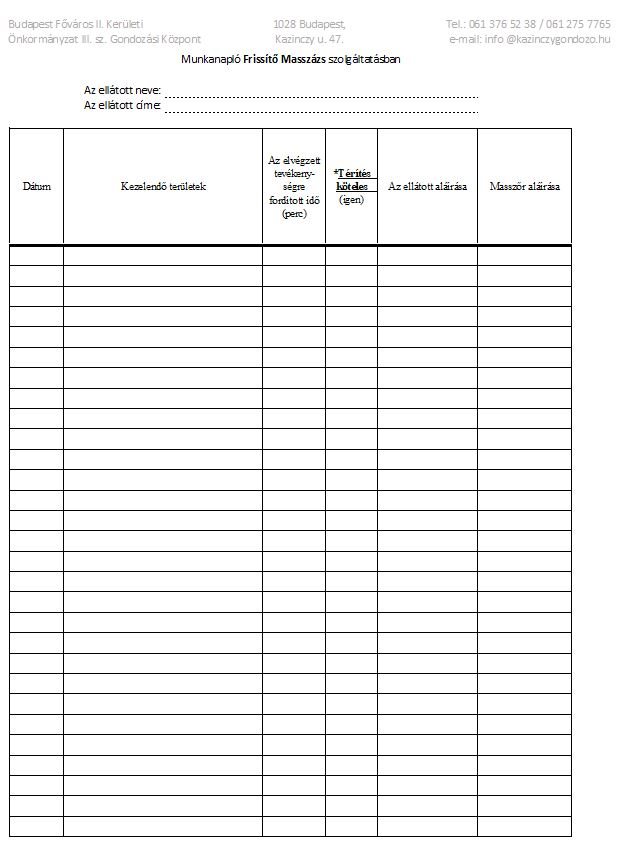 Budapest Főváros II. Kerületi
Önkormányzat III. sz. Gondozási Központ
1028 Budapest,
Kazinczy u. 47.
Tel.: 061 376 52 38 / 061 275 7765
e-mail: info @kazinczygondozo.hu
Munkanapló Frissítő Masszázs szolgáltatásban
Az ellátott neve:
Az ellátott címe:
Dátum
Kezelendő területek
Az elvégzett
tevékeny-
ségre
fordított idő
(perc)
*Térítés
köteles
(igen)
Az ellátott aláírása
Masszőr aláírása